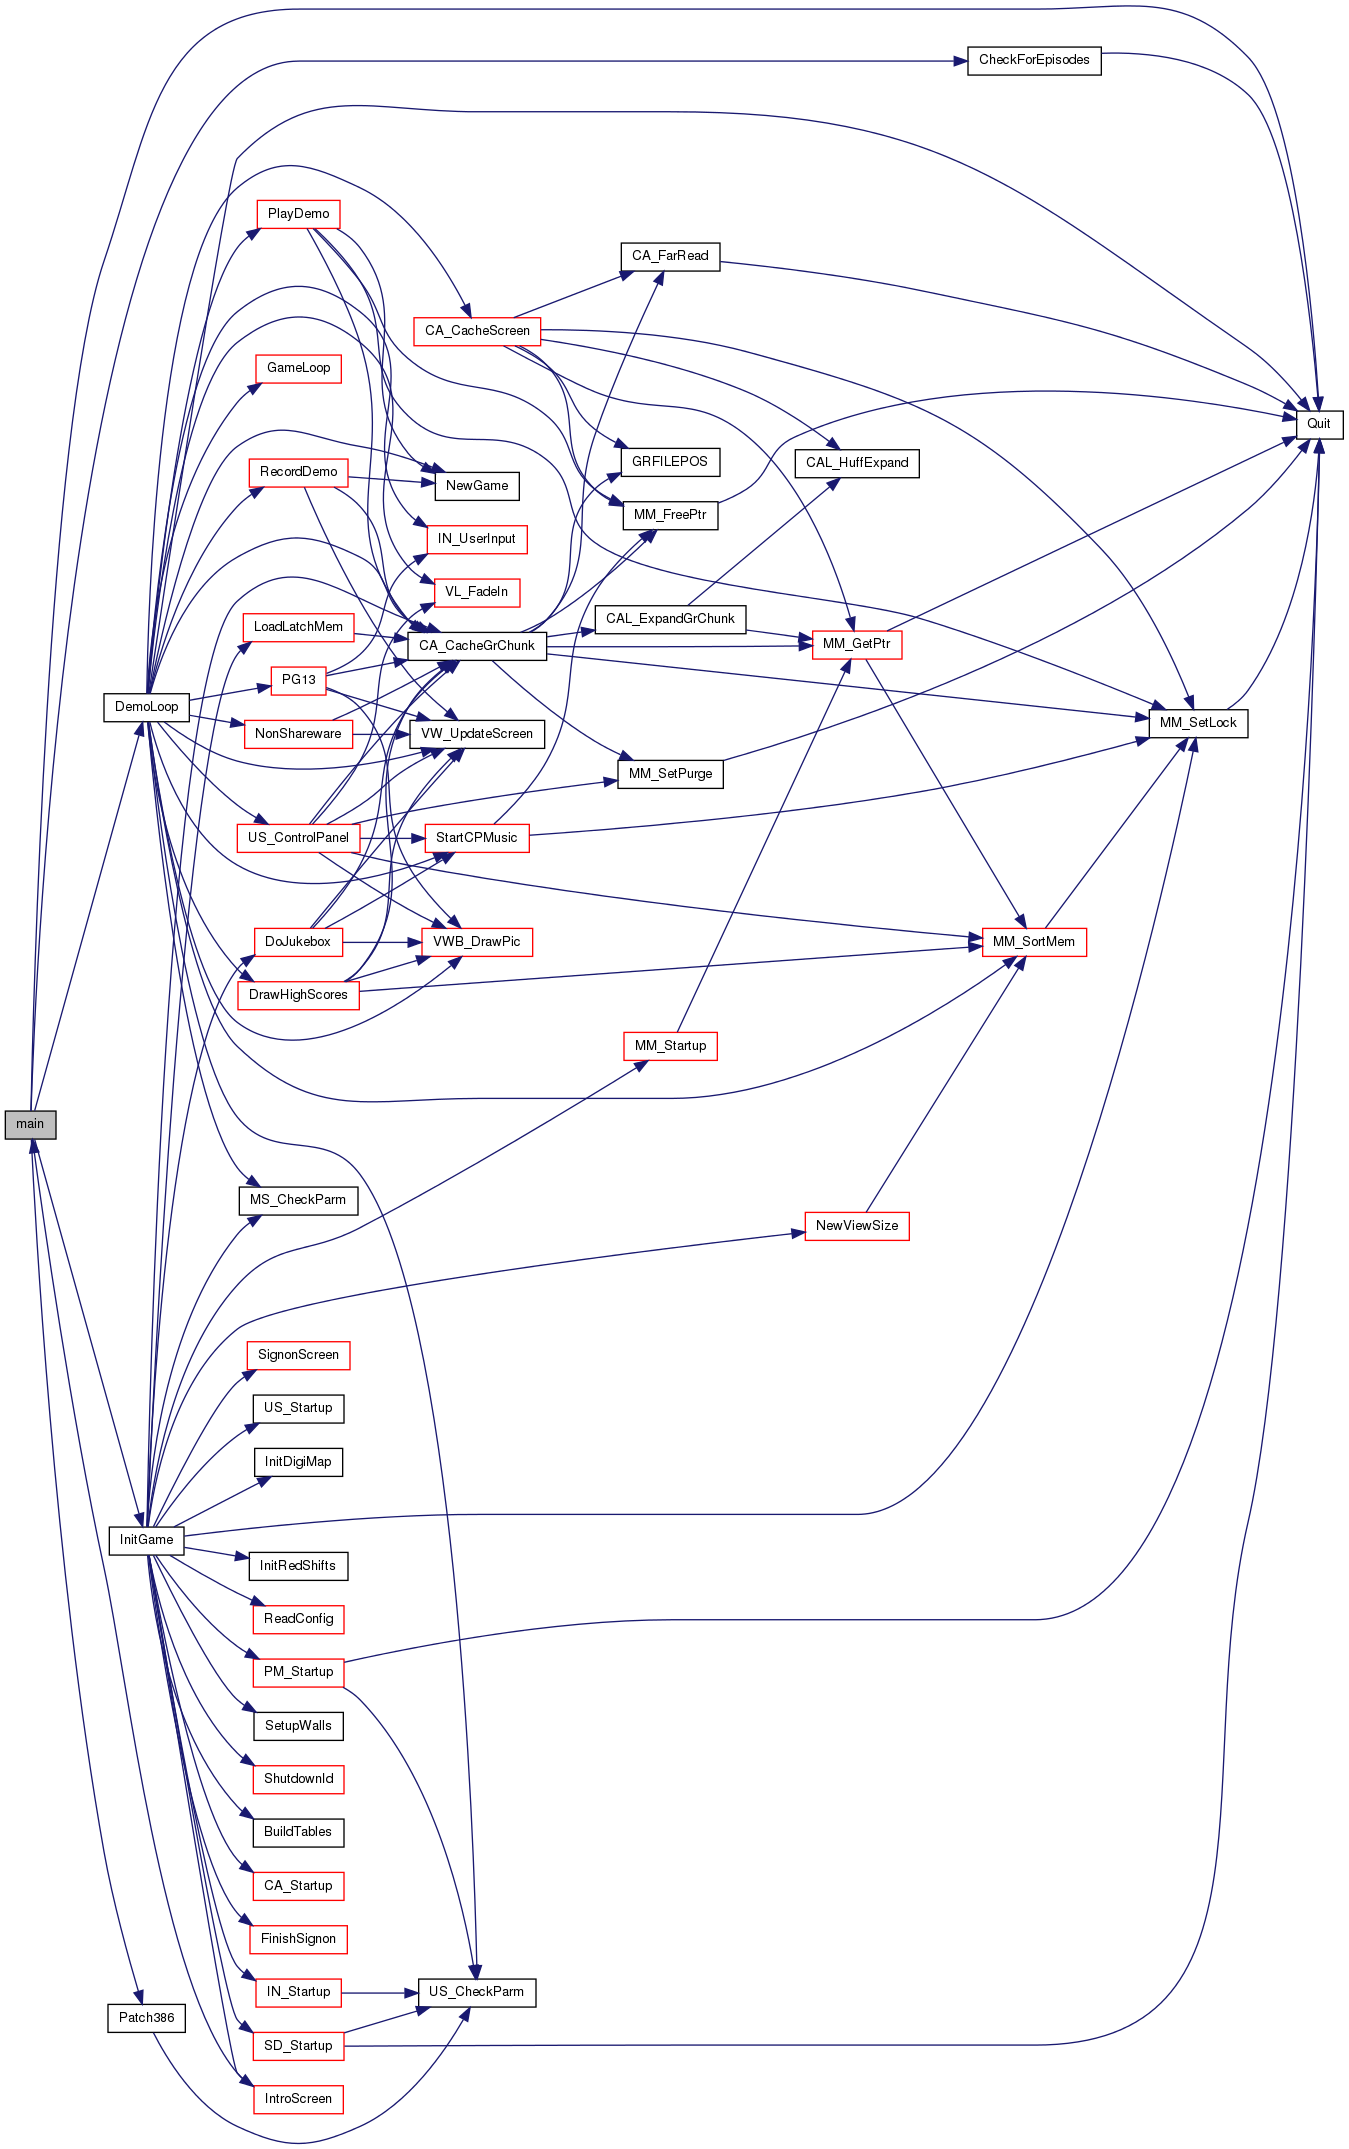 CheckForEpisodes
PlayDemo
CA_FarRead
CA_CacheScreen
GameLoop
Quit
GRFILEPOS
CAL_HuffExpand
RecordDemo
NewGame
MM_FreePtr
IN_UserInput
VL_FadeIn
CAL_ExpandGrChunk
LoadLatchMem
CA_CacheGrChunk
MM_GetPtr
PG13
DemoLoop
MM_SetLock
NonShareware
VW_UpdateScreen
MM_SetPurge
US_ControlPanel
StartCPMusic
DoJukebox
VWB_DrawPic
MM_SortMem
DrawHighScores
MM_Startup
main
MS_CheckParm
NewViewSize
SignonScreen
US_Startup
InitDigiMap
InitGame
InitRedShifts
ReadConfig
PM_Startup
SetupWalls
ShutdownId
BuildTables
CA_Startup
FinishSignon
IN_Startup
US_CheckParm
Patch386
SD_Startup
IntroScreen